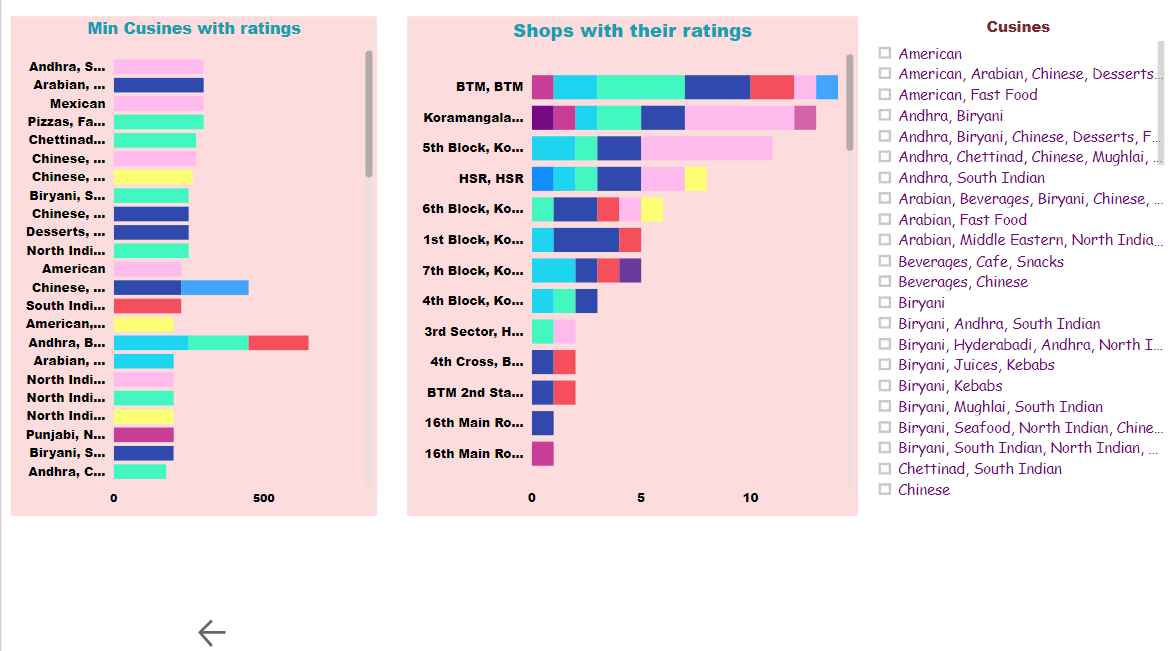 Min Cusines with ratings
Andhra, S...
Arabian, ...
Mexican
Pizzas, Fa...
Chettinad...
Chinese, ...
Chinese, ...
Biryani, S...
Chinese, ...
Desserts, ...
North Indi...
American
Chinese, ...
South Indi...
American,...
Andhra, B...
Arabian, ...
North Indi...
North Indi...
North Indi...
Punjabi, N...
Biryani, S...
Andhra, C...
0 500
Shops with their ratings
BTM, BTM
Koramangala...
5th Block, Ko...
HSR, HSR
6th Block, Ko...
1st Block, Ko...
7th Block, Ko...
4th Block, Ko...
3rd Sector, H...
4th Cross, B...
BTM 2nd Sta...
16th Main Ro...
16th Main Ro...
0 5 10
Cusines
American
American, Arabian, Chinese, Desserts...
American, Fast Food
Andhra, Biryani
Andhra, Biryani, Chinese, Desserts, F...
Andhra, Chettinad, Chinese, Mughlai, ...
Andhra, South Indian
Arabian, Beverages, Biryani, Chinese, ...
Arabian, Fast Food
Arabian, Middle Eastern, North India...
Beverages, Cafe, Snacks
Beverages, Chinese
Biryani
Biryani, Andhra, South Indian
Biryani, Hyderabadi, Andhra, North I...
Biryani, Juices, Kebabs
Biryani, Kebabs
Biryani, Mughlai, South Indian
Biryani, Seafood, North Indian, Chine...
Biryani, South Indian, North Indian, ...
Chettinad, South Indian
Chinese